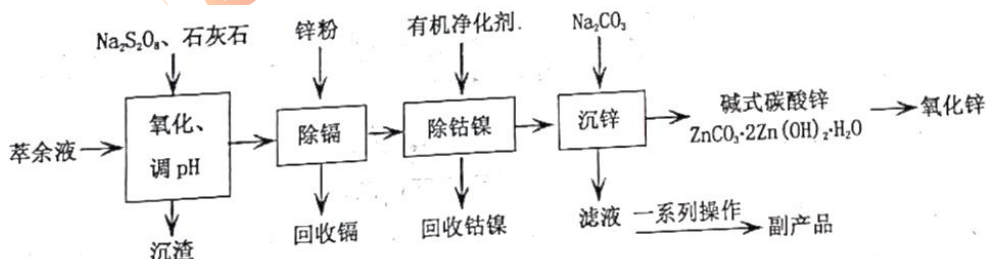 Na₂S₂O₈、石灰石
锌粉
有机净化剂.
Na₂CO₃
萃余液
氧化、
调pH
除镉
除钴镍
沉锌
碱式碳酸锌
ZnCO₃·2Zn(OH)₂·H₂O
氧化锌
沉渣
回收镉
回收钴镍
滤液
一系列操作
副产品